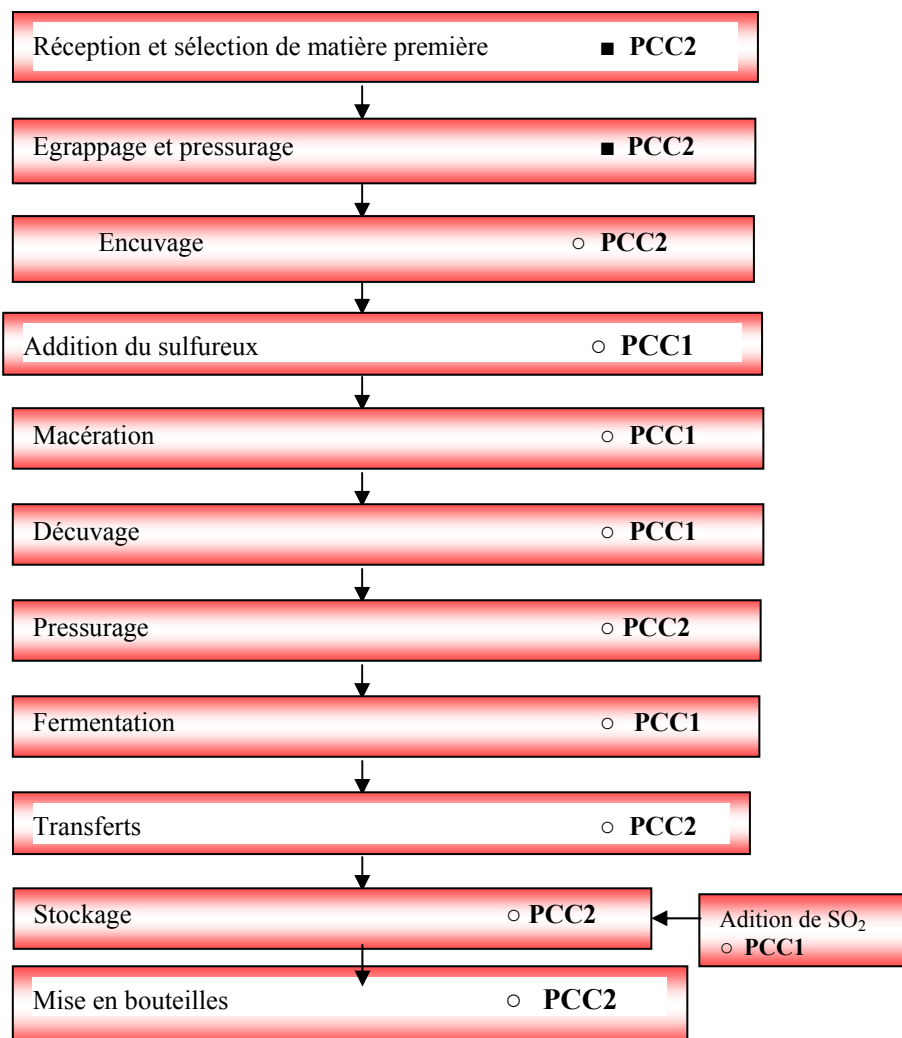 Réception et sélection de matière première ■ PCC2
Egrappage et pressurage ■ PCC2
Encuvage ○ PCC2
Addition du sulfureux ○ PCC1
Macération ○ PCC1
Décuvage ○ PCC1
Pressurage ○ PCC2
Fermentation ○ PCC1
Transferts ○ PCC2
Stockage ○ PCC2
Adition de SO₂
○ PCC1
Mise en bouteilles ○ PCC2